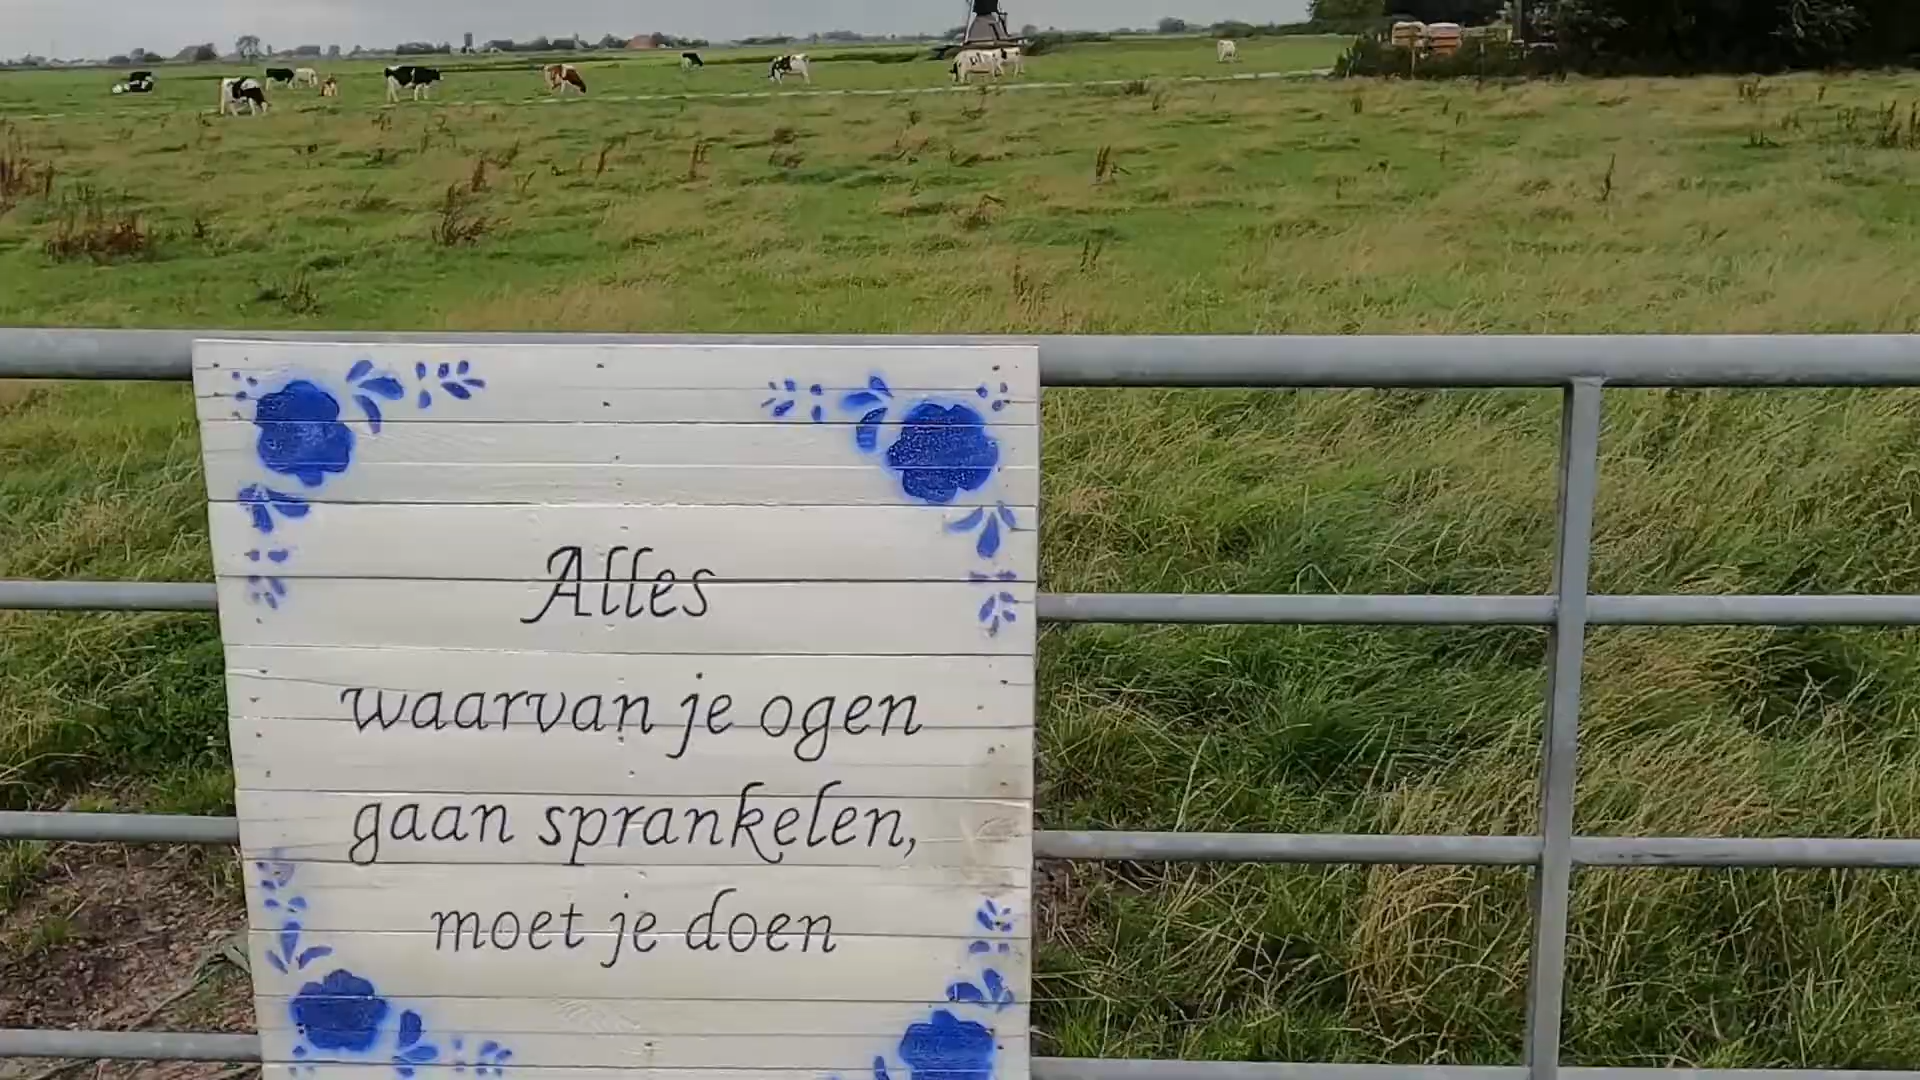 Alles
waarvan je ogen
gaan sprankelen,
moet je doen